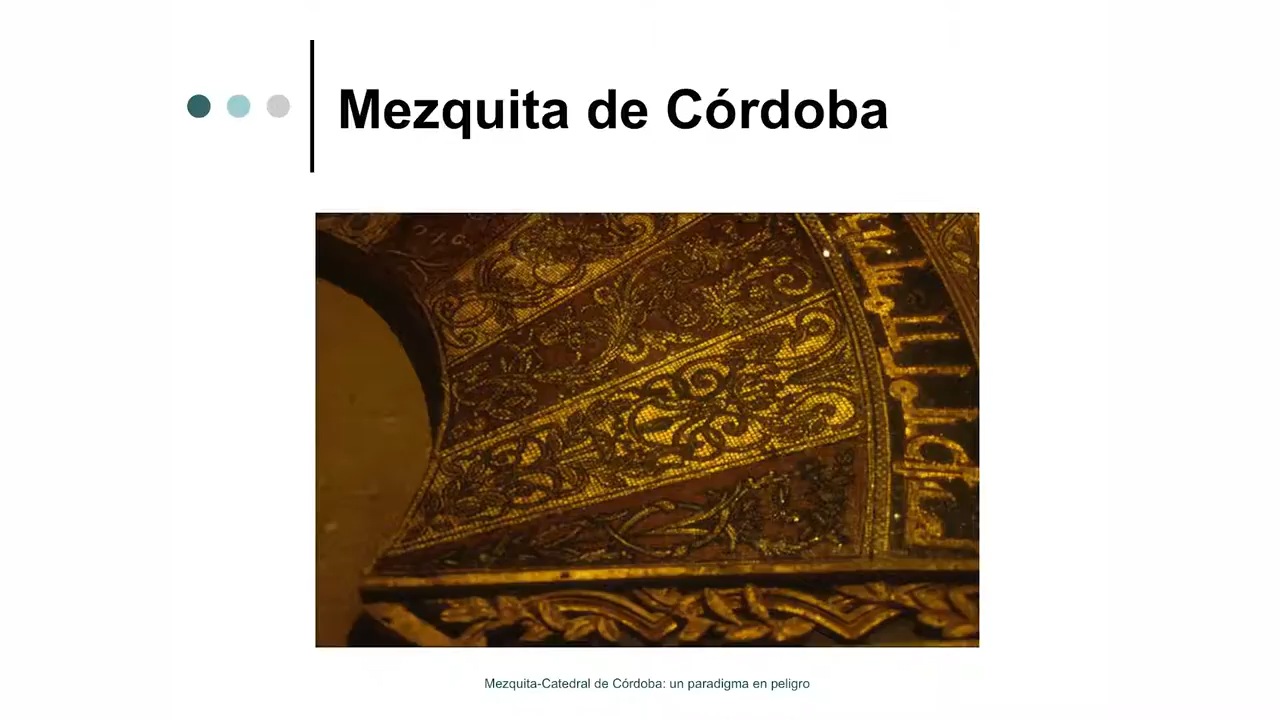 Mezquita de Córdoba
Mezquita-Catedral de Córdoba: un paradigma en peligro